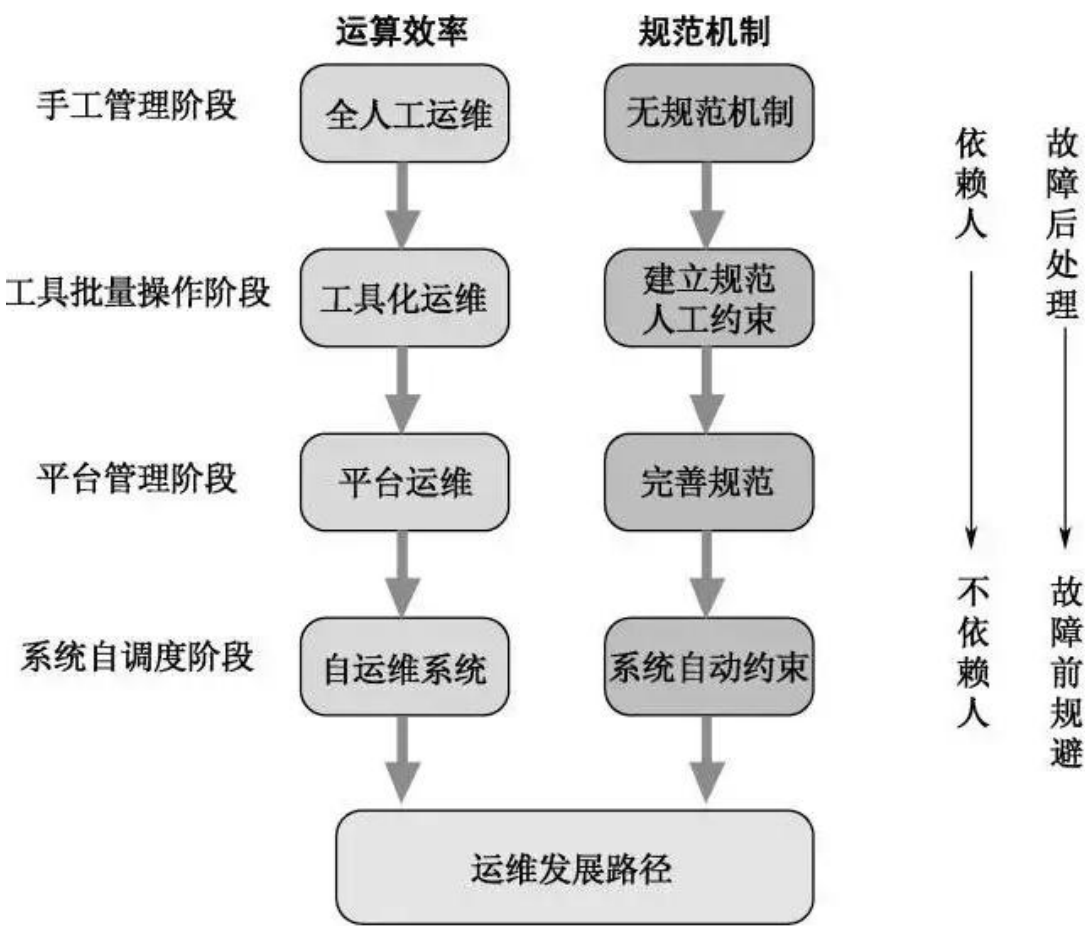 运算效率
规范机制
手工管理阶段
全人工运维
无规范机制
工具批量操作阶段
工具化运维
建立规范
人工约束
平台管理阶段
平台运维
完善规范
系统自调度阶段
自运维系统
系统自动约束
运维发展路径
依赖人
不依赖人
故障后处理
故障前规避